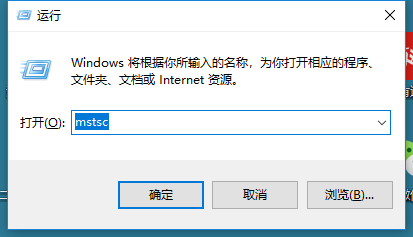 运行
Windows 将根据你所输入的名称，为你打开相应的程序、
文件夹、文档或 Internet 资源。
打开(O): mstsc
确定 取消 浏览(B)...